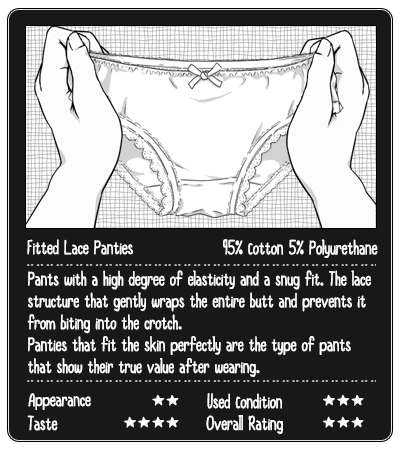 Fitted Lace Panties 95% Cotton 5% Polyurethane
Pants with a high degree of elasticity and a snug fit. The lace
structure that gently wraps the entire butt and prevents it
from biting into the crotch.
Panties that fit the skin perfectly are the type of pants
that show their true value after wearing.
Appearance ★★ Used Condition ★★★
Taste ★★★★ Overall Rating ★★★